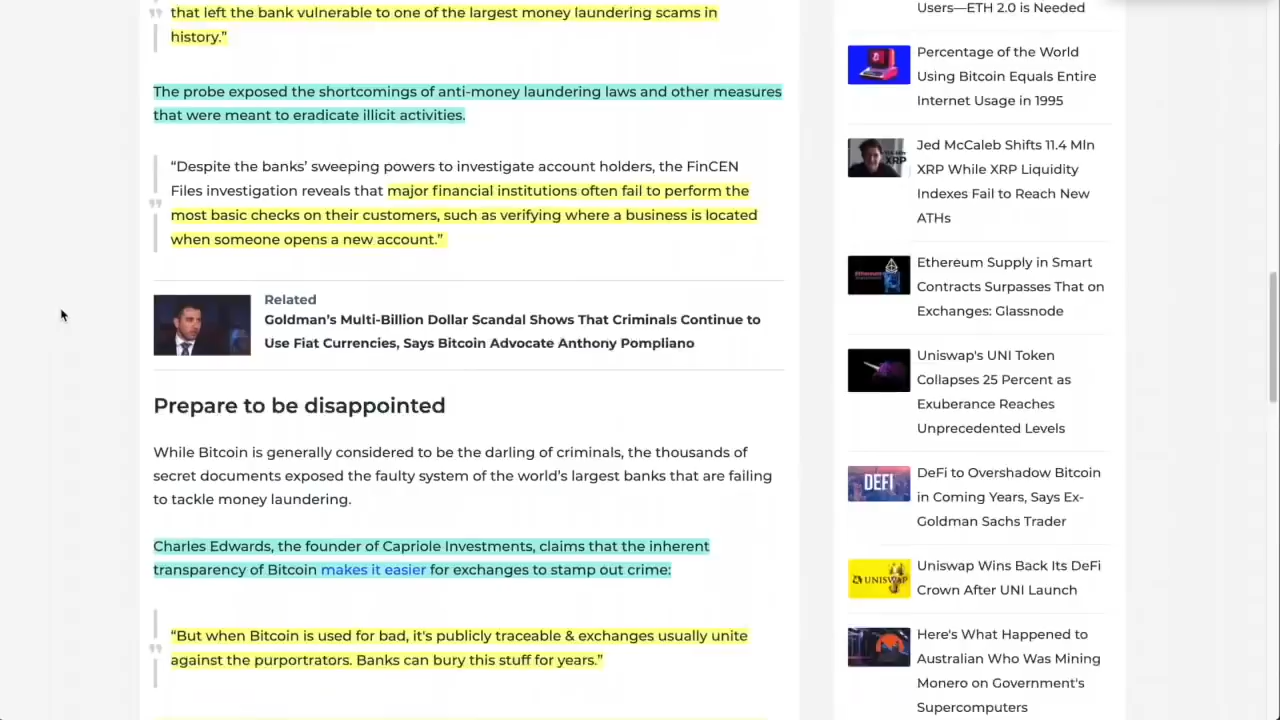 that left the bank vulnerable to one of the largest money laundering scams in
history.”
The probe exposed the shortcomings of anti-money laundering laws and other measures
that were meant to eradicate illicit activities.
“Despite the banks’ sweeping powers to investigate account holders, the FinCEN
Files investigation reveals that major financial institutions often fail to perform the
most basic checks on their customers, such as verifying where a business is located
when someone opens a new account.”
Related
Goldman’s Multi-Billion Dollar Scandal Shows That Criminals Continue to
Use Fiat Currencies, Says Bitcoin Advocate Anthony Pompliano
Prepare to be disappointed
While Bitcoin is generally considered to be the darling of criminals, the thousands of
secret documents exposed the faulty system of the world’s largest banks that are failing
to tackle money laundering.
Charles Edwards, the founder of Capriole Investments, claims that the inherent
transparency of Bitcoin makes it easier for exchanges to stamp out crime:
“But when Bitcoin is used for bad, it's publicly traceable & exchanges usually unite
against the purportrators. Banks can bury this stuff for years.”
Users—ETH 2.0 is Needed
Percentage of the World
Using Bitcoin Equals Entire
Internet Usage in 1995
XRP
Jed McCaleb Shifts 11.4 Mln
XRP While XRP Liquidity
Indexes Fail to Reach New
ATHs
Ethereum
Ethereum Supply in Smart
Contracts Surpasses That on
Exchanges: Glassnode
Uniswap's UNI Token
Collapses 25 Percent as
Exuberance Reaches
Unprecedented Levels
DEFI
DeFi to Overshadow Bitcoin
in Coming Years, Says Ex-
Goldman Sachs Trader
UNISWAP
Uniswap Wins Back Its DeFi
Crown After UNI Launch
Here's What Happened to
Australian Who Was Mining
Monero on Government's
Supercomputers